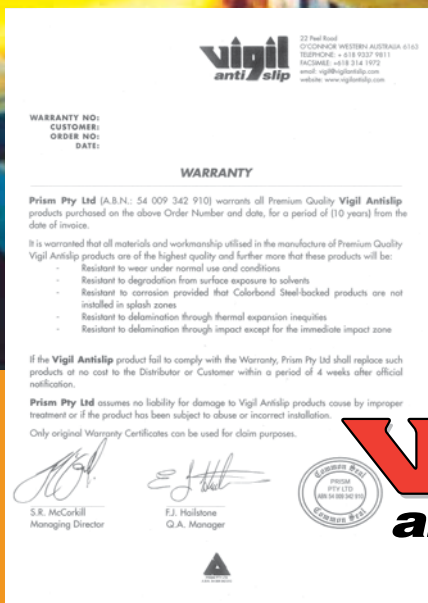 vigil
anti slip
22 Peel Road
O'CONNOR WESTERN AUSTRALIA 6163
TELEPHONE: + 618 9337 9811
FACSIMILE: +618 314 1972
email: vigil@vigilantislip.com
website: www.vigilantislip.com
WARRANTY NO:
CUSTOMER:
ORDER NO:
DATE:
WARRANTY
Prism Pty Ltd (A.B.N.: 54 009 342 910) warrants all Premium Quality Vigil Antislip
products purchased on the above Order Number and date, for a period of (10 years) from the
date of invoice.
It is warranted that all materials and workmanship utilised in the manufacture of Premium Quality
Vigil Antislip products are of the highest quality and further more that these products will be:
- Resistant to wear under normal use and conditions
- Resistant to degradation from surface exposure to solvents
- Resistant to corrosion provided that Colorbond Steel-backed products are not
installed in splash zones
- Resistant to delamination through thermal expansion inequities
- Resistant to delamination through impact except for the immediate impact zone
If the Vigil Antislip product fail to comply with the Warranty, Prism Pty Ltd shall replace such
products at no cost to the Distributor or Customer within a period of 4 weeks after official
notification.
Prism Pty Ltd assumes no liability for damage to Vigil Antislip products cause by improper
treatment or if the product has been subject to abuse or incorrect installation.
Only original Warranty Certificates can be used for claim purposes.
S.R. McCorkill
Managing Director
F.J. Hailstone
Q.A. Manager
Common Seal
PRISM
PTY LTD
ABN 54 009 342 910
Common Seal